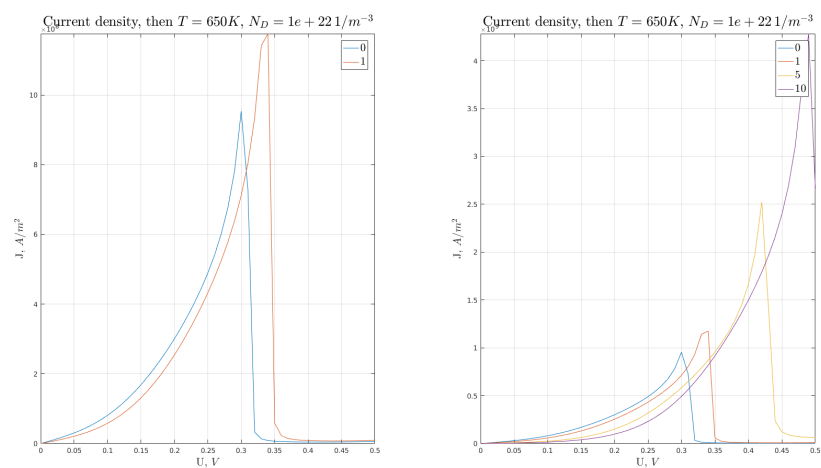 Current density, then T = 650K, N_D = 1e + 22 1/m^{-3}
0
1
10
8
6
4
2
0
J, A/m^2
0 0.05 0.1 0.15 0.2 0.25 0.3 0.35 0.4 0.45 0.5
U, V
Current density, then T = 650K, N_D = 1e + 22 1/m^{-3}
0
1
5
10
4
3.5
3
2.5
2
1.5
1
0.5
0
J, A/m^2
0 0.05 0.1 0.15 0.2 0.25 0.3 0.35 0.4 0.45 0.5
U, V